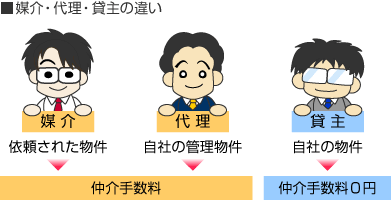 ■媒介・代理・貸主の違い
媒介 代理 貸主
依頼された物件 自社の管理物件 自社の物件
仲介手数料 仲介手数料０円